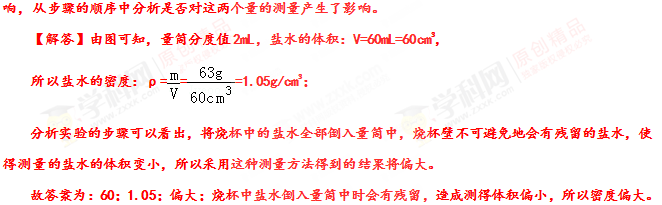 响，从步骤的顺序中分析是否对这两个量的测量产生了影响。
【解答】由图可知，量筒分度值2mL，盐水的体积：V=60mL=60cm³，
所以盐水的密度：ρ=m/V=63g/60cm³=1.05g/cm³；
分析实验的步骤可以看出，将烧杯中的盐水全部倒入量筒中，烧杯壁不可避免地会有残留的盐水，使
得测量的盐水的体积变小，所以采用这种测量方法得到的结果将偏大。
故答案为：60；1.05；偏大；烧杯中盐水倒入量筒中时会有残留，造成测得体积偏小，所以密度偏大。